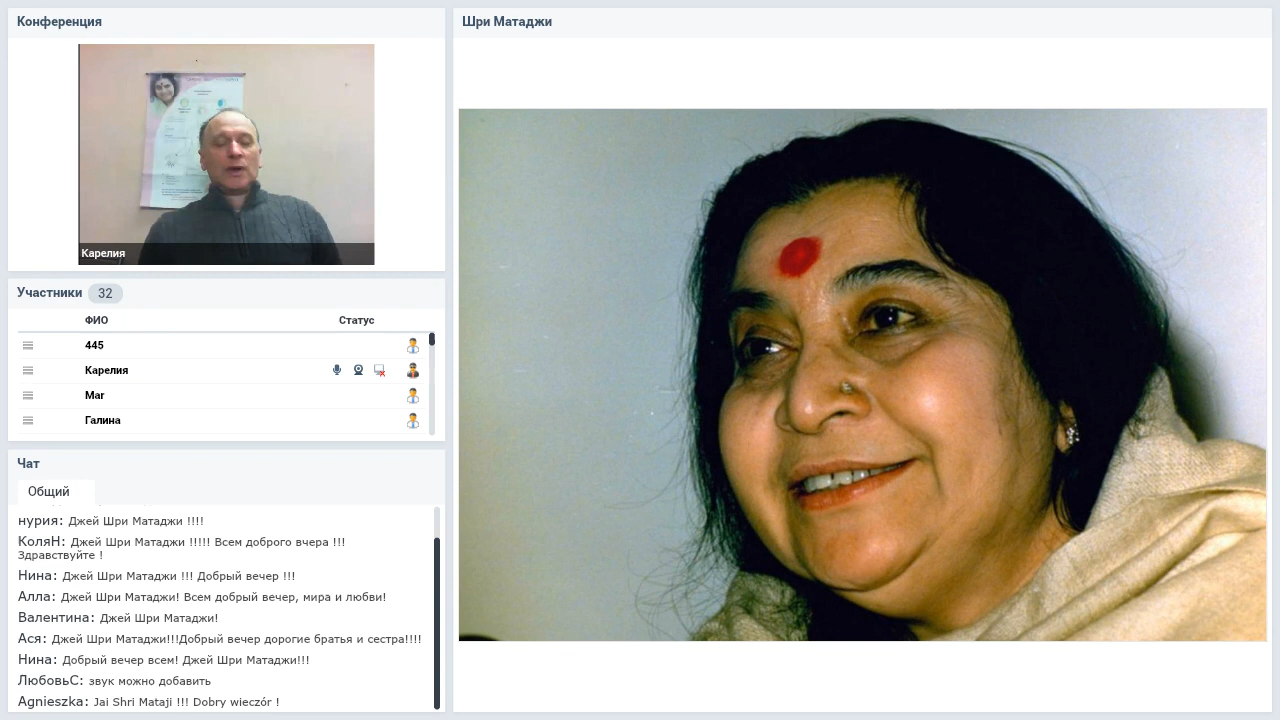 Конференция
Карелия
Участники 32
ФИО Статус
445
Карелия
Mar
Галина
Чат
Общий
нурия: Джей Шри Матаджи !!!!
КоляН: Джей Шри Матаджи !!!!! Всем доброго вчера !!!
Здравствуйте !
Нина: Джей Шри Матаджи !!! Добрый вечер !!!
Алла: Джей Шри Матаджи! Всем добрый вечер, мира и любви!
Валентина: Джей Шри Матаджи!
Ася: Джей Шри Матаджи!!!Добрый вечер дорогие братья и сестра!!!!
Нина: Добрый вечер всем! Джей Шри Матаджи!!!
ЛюбовьС: звук можно добавить
Agnieszka: Jai Shri Mataji !!! Dobry wieczór !
Шри Матаджи